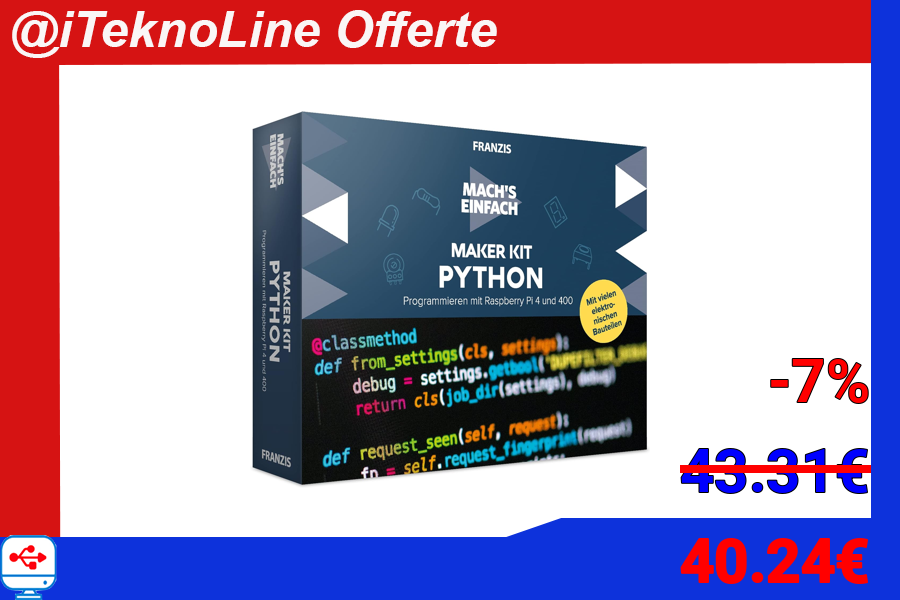 @iTeknoLine Offerte
MACH'S
EINFACH
MAKER KIT
PYTHON
Programmieren mit Raspberry Pi 4 und 400
FRANZIS
FRANZIS
MACH'S
EINFACH
MAKER KIT
PYTHON
Programmieren mit Raspberry Pi 4 und 400
Mit vielen
elektro-
nischen
Bauteilen
@classmethod
def from_settings(cls, settings):
debug = settings.getbool('DUPEFILTER_DEBUG
return cls(job_dir(settings), debug)
def request_seen(self, request):
fp = self.request_fingerprint(request)
-7%
43.31€
40.24€